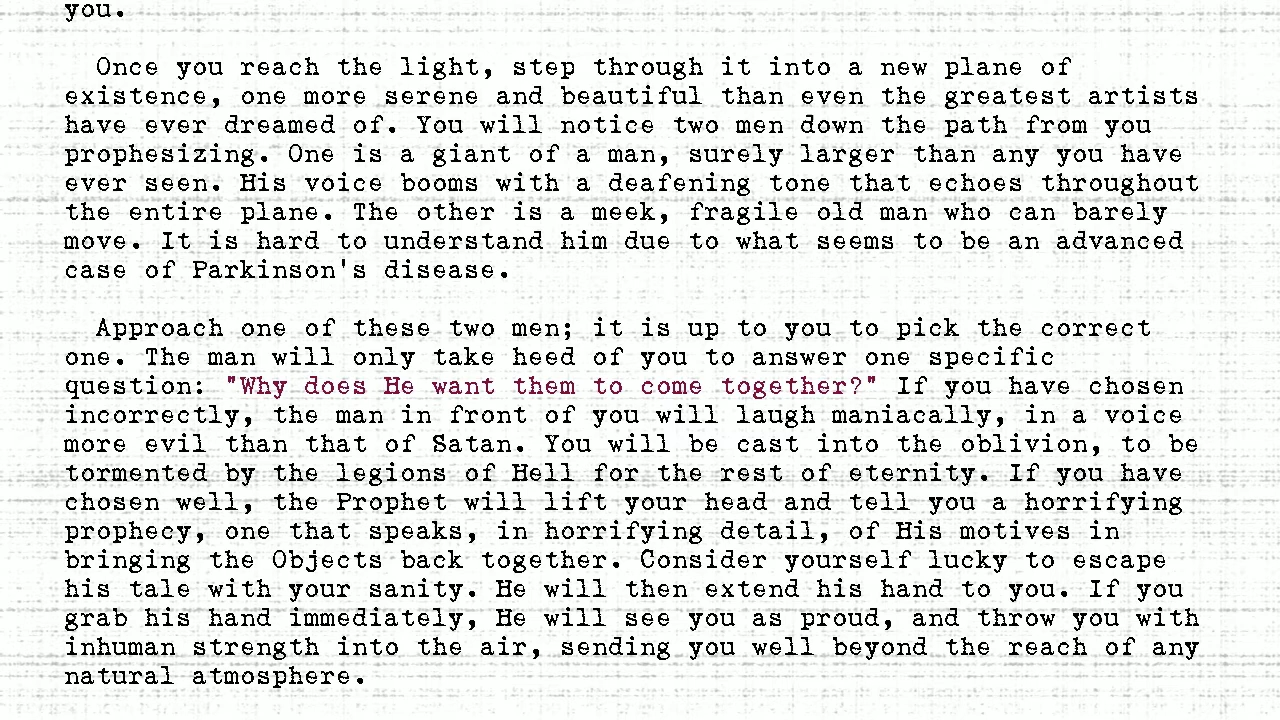 you.
Once you reach the light, step through it into a new plane of
existence, one more serene and beautiful than even the greatest artists
have ever dreamed of. You will notice two men down the path from you
prophesizing. One is a giant of a man, surely larger than any you have
ever seen. His voice booms with a deafening tone that echoes throughout
the entire plane. The other is a meek, fragile old man who can barely
move. It is hard to understand him due to what seems to be an advanced
case of Parkinson's disease.
Approach one of these two men; it is up to you to pick the correct
one. The man will only take heed of you to answer one specific
question: "Why does He want them to come together?" If you have chosen
incorrectly, the man in front of you will laugh maniacally, in a voice
more evil than that of Satan. You will be cast into the oblivion, to be
tormented by the legions of Hell for the rest of eternity. If you have
chosen well, the Prophet will lift your head and tell you a horrifying
prophecy, one that speaks, in horrifying detail, of His motives in
bringing the Objects back together. Consider yourself lucky to escape
his tale with your sanity. He will then extend his hand to you. If you
grab his hand immediately, He will see you as proud, and throw you with
inhuman strength into the air, sending you well beyond the reach of any
natural atmosphere.